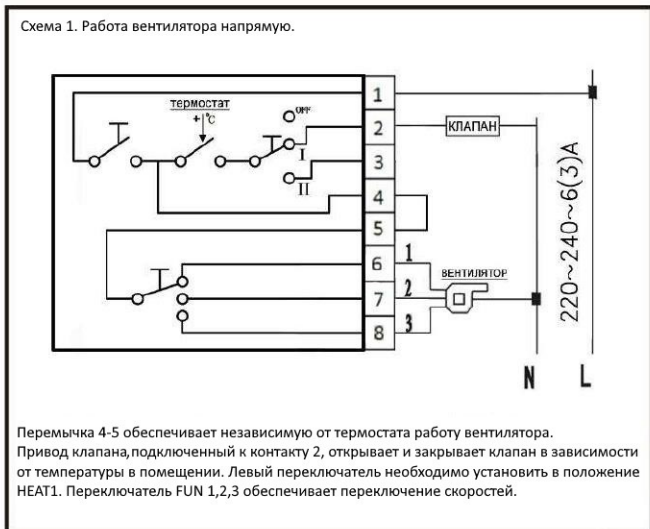 Схема 1. Работа вентилятора напрямую.
термостат
+ °C
OFF
I
II
1
2
3
4
5
6
7
8
КЛАПАН
1
2
3
ВЕНТИЛЯТОР
220~240~6(3)A
N
L
Перемычка 4-5 обеспечивает независимую от термостата работу вентилятора.
Привод клапана,подключенный к контакту 2, открывает и закрывает клапан в зависимости
от температуры в помещении. Левый переключатель необходимо установить в положение
HEAT1. Переключатель FUN 1,2,3 обеспечивает переключение скоростей.